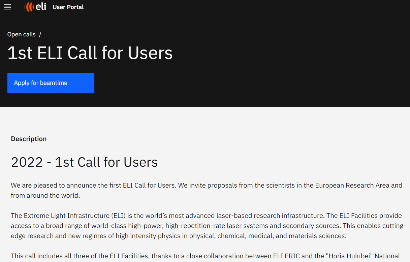 eli User Portal
Open calls /
1st ELI Call for Users
Apply for beamtime
Description
2022 - 1st Call for Users
We are pleased to announce the first ELI Call for Users. We invite proposals from the scientists in the European Research Area and
from around the world.
The Extreme Light Infrastructure (ELI) is the world's most advanced laser-based research infrastructure. The ELI Facilities provide
access to a broad range of world-class high-power, high-repetition-rate laser systems and secondary sources. This enables cutting
edge research and new regimes of high intensity physics in physical, chemical, medical, and materials sciences.
This call includes all three of the ELI Facilities, thanks to a close collaboration between ELI ERIC and the "Horia Hulubei" National